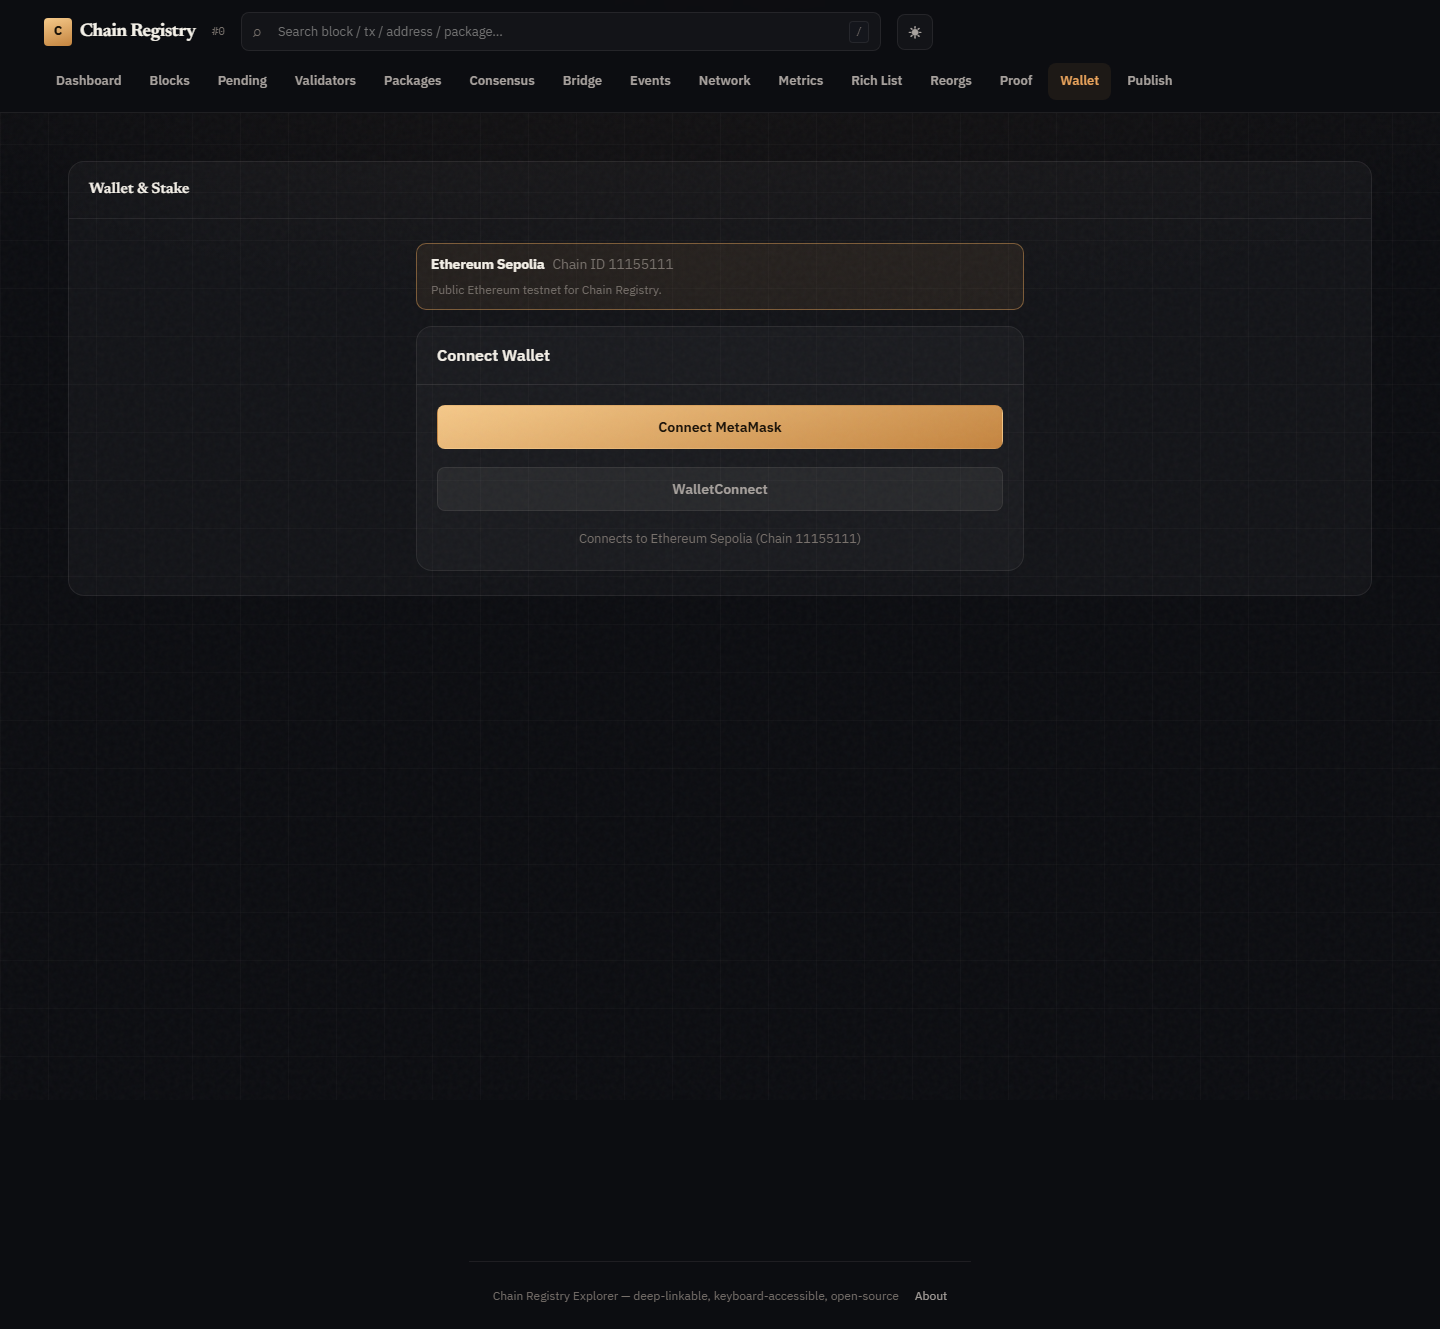 C Chain Registry #0 Search block / tx / address / package... /
Dashboard Blocks Pending Validators Packages Consensus Bridge Events Network Metrics Rich List Reorgs Proof Wallet Publish
Wallet & Stake
Ethereum Sepolia Chain ID 11155111
Public Ethereum testnet for Chain Registry.
Connect Wallet
Connect MetaMask
WalletConnect
Connects to Ethereum Sepolia (Chain 11155111)
Chain Registry Explorer — deep-linkable, keyboard-accessible, open-source About